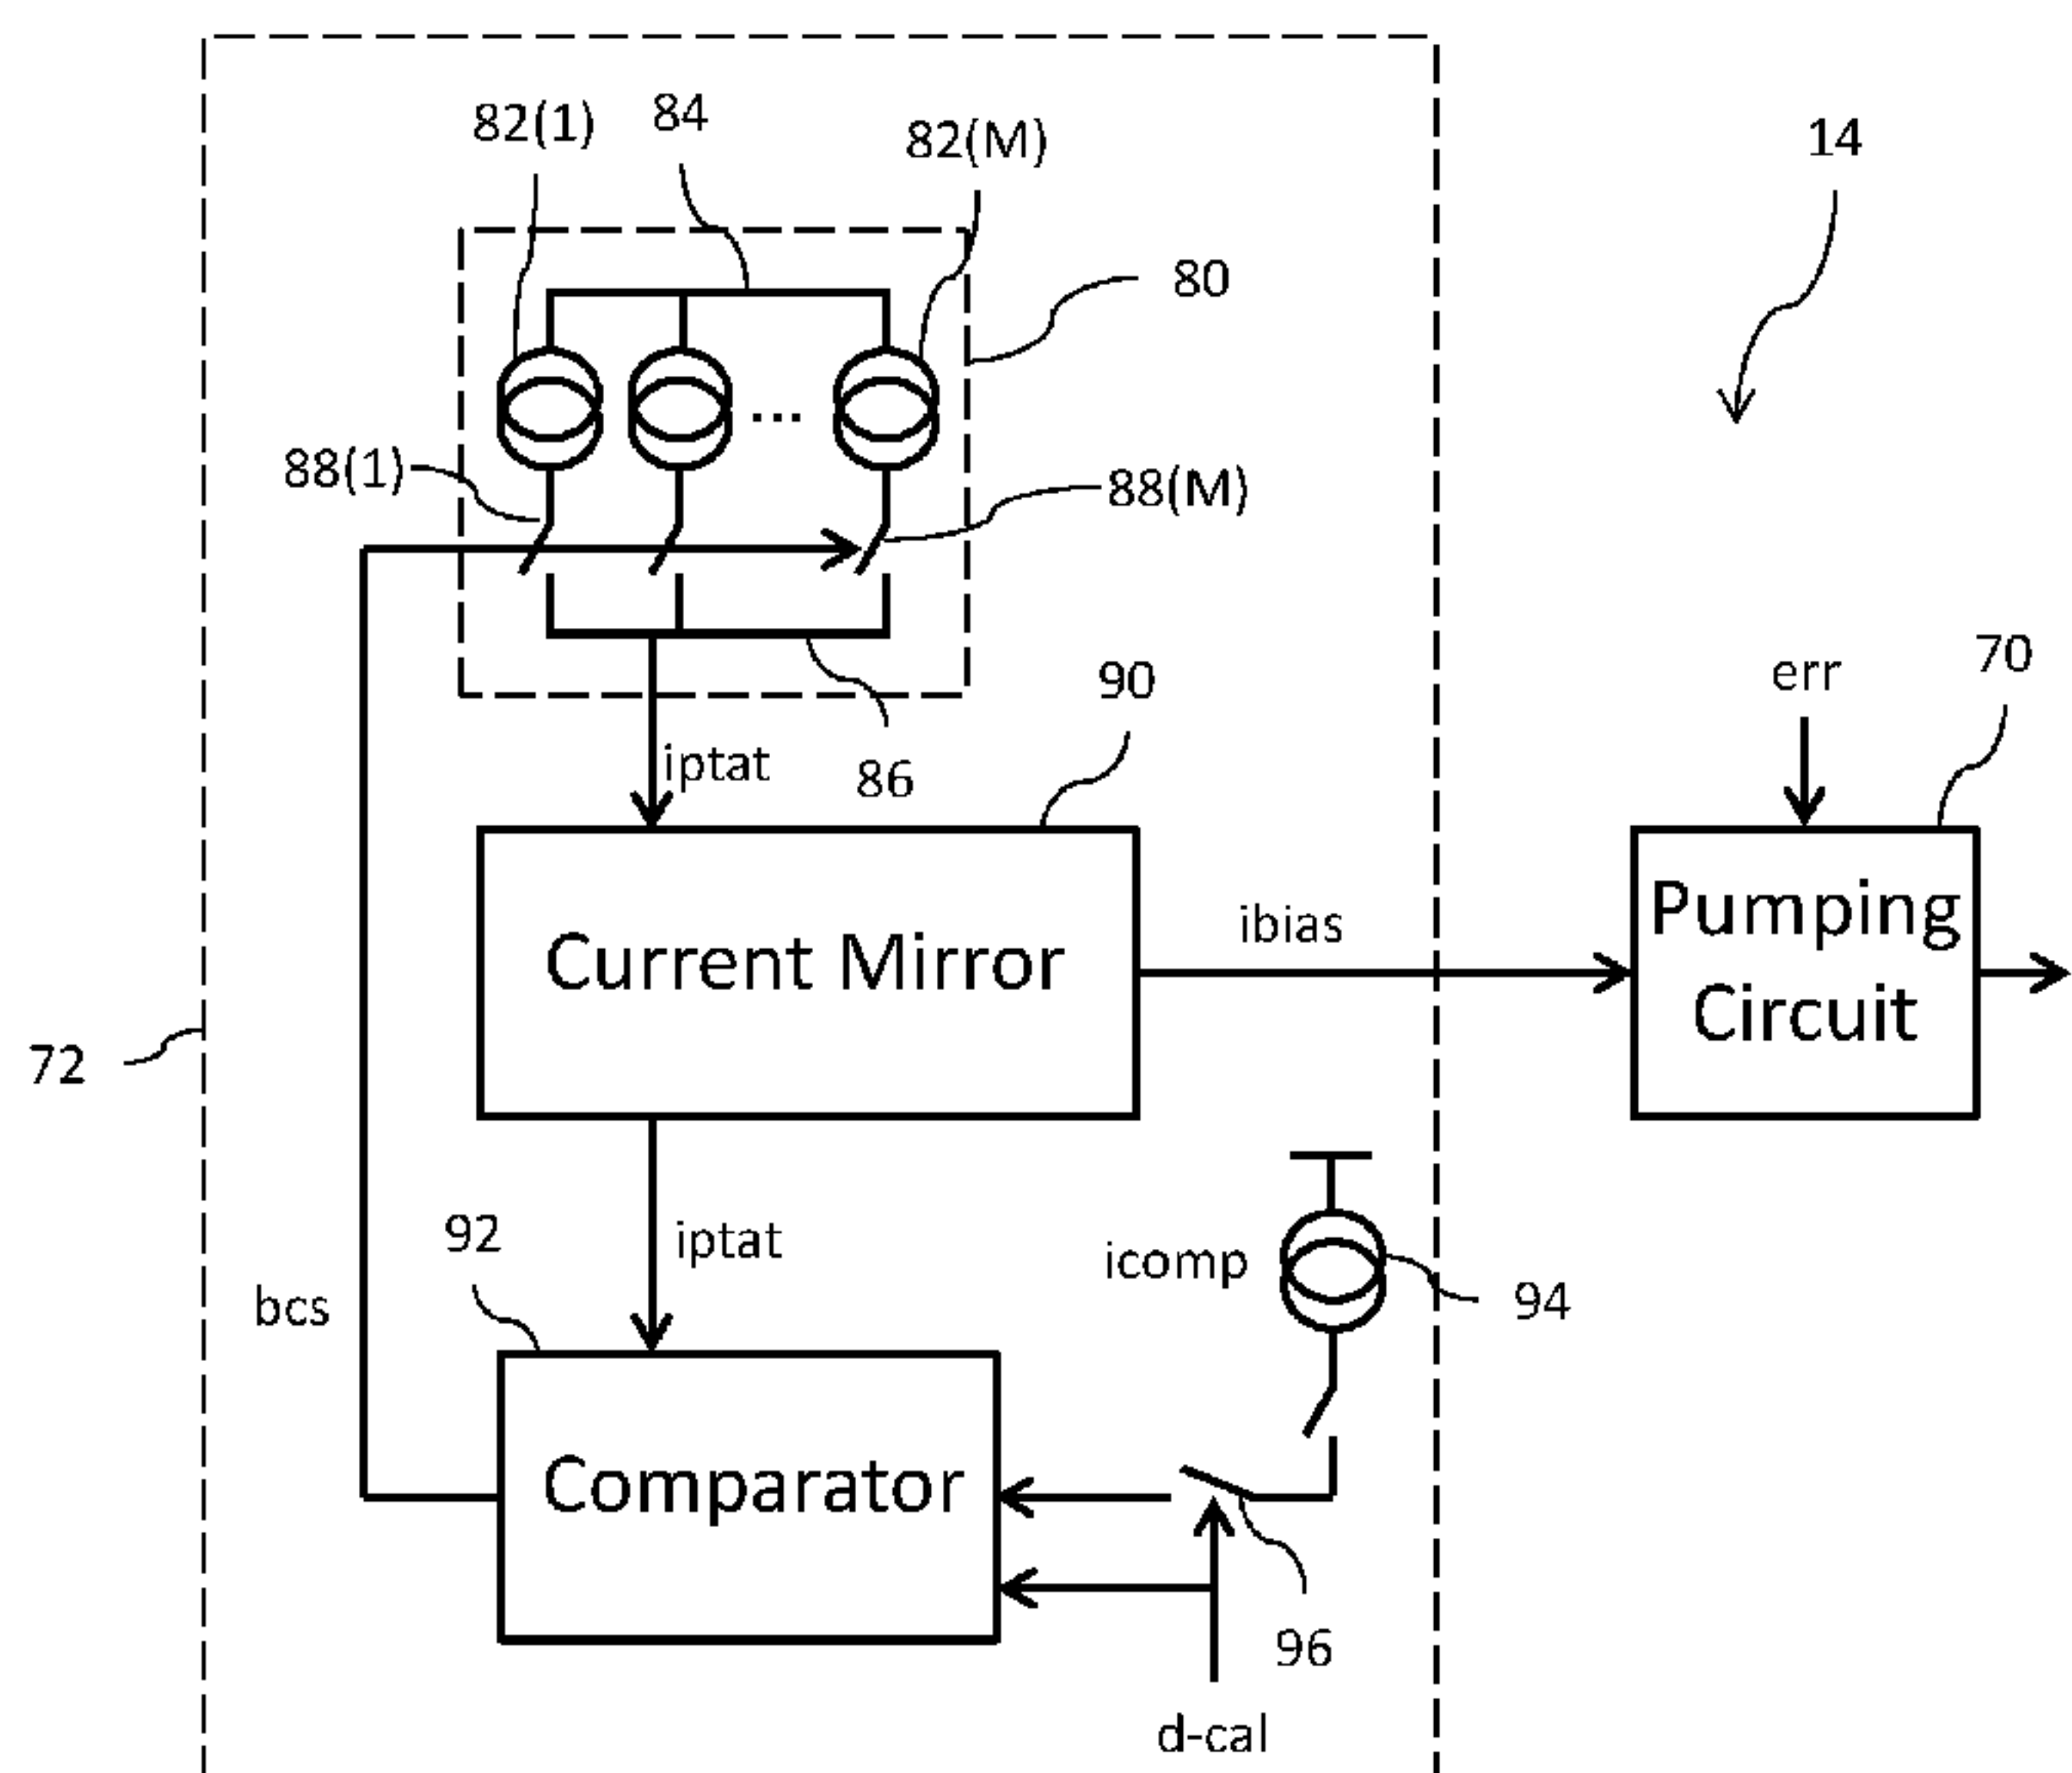 82(1)
84
82(M)
14
80
88(1)
88(M)
...
iptat
86
90
err
70
Current Mirror
ibias
Pumping
Circuit
72
92
iptat
icomp
94
bcs
Comparator
96
d-cal